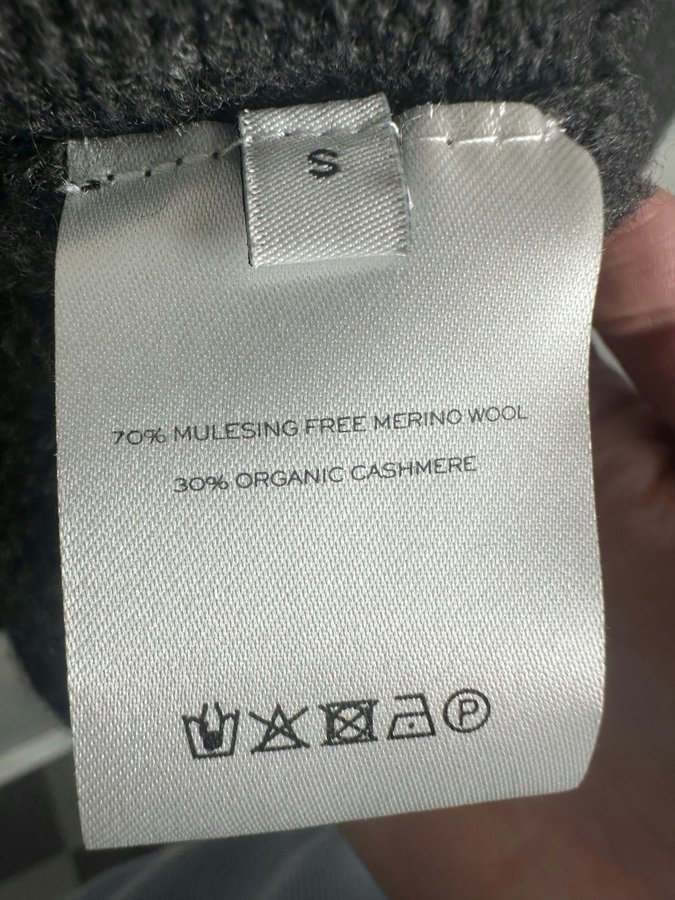 S
70% MULESING FREE MERINO WOOL
30% ORGANIC CASHMERE
P